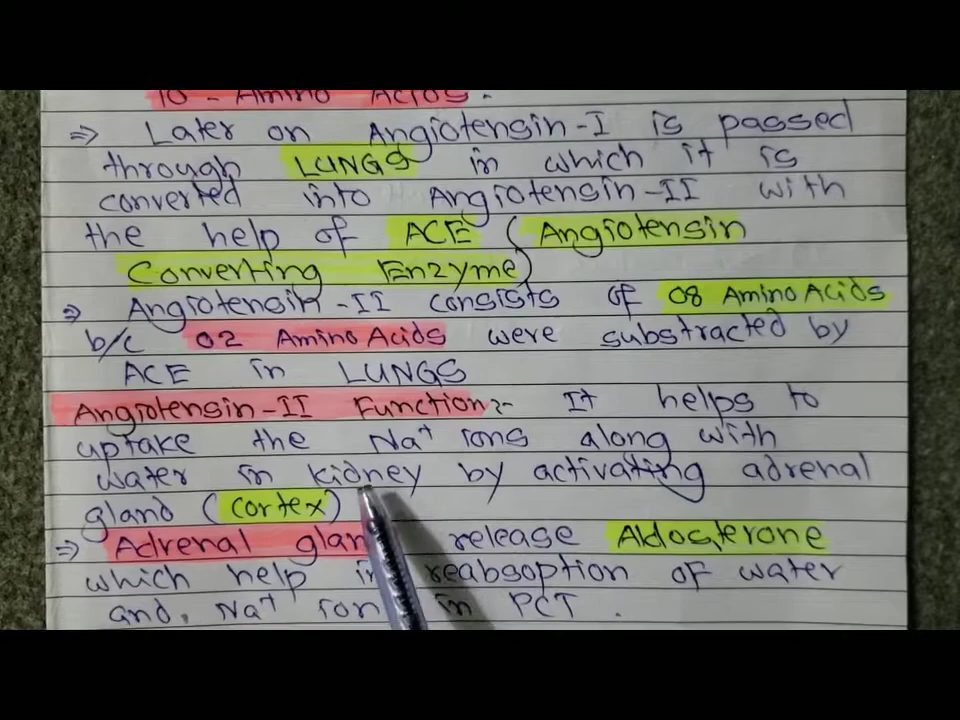 10 - Amino Acids.
⇒ Later on Angiotensin-I is passed
through LUNGS in which it is
converted into Angiotensin-II with
the help of ACE (Angiotensin
Converting Enzyme)
⇒ Angiotensin-II consists of 08 Amino Acids
b/c 02 Amino Acids were substracted by
ACE in LUNGS
Angiotensin-II Function:- It helps to
uptake the Na⁺ ions along with
water in kidney by activating adrenal
gland (cortex)
⇒ Adrenal glan release Aldosterone
which help in reabsoption of water
and Na⁺ ion in PCT.